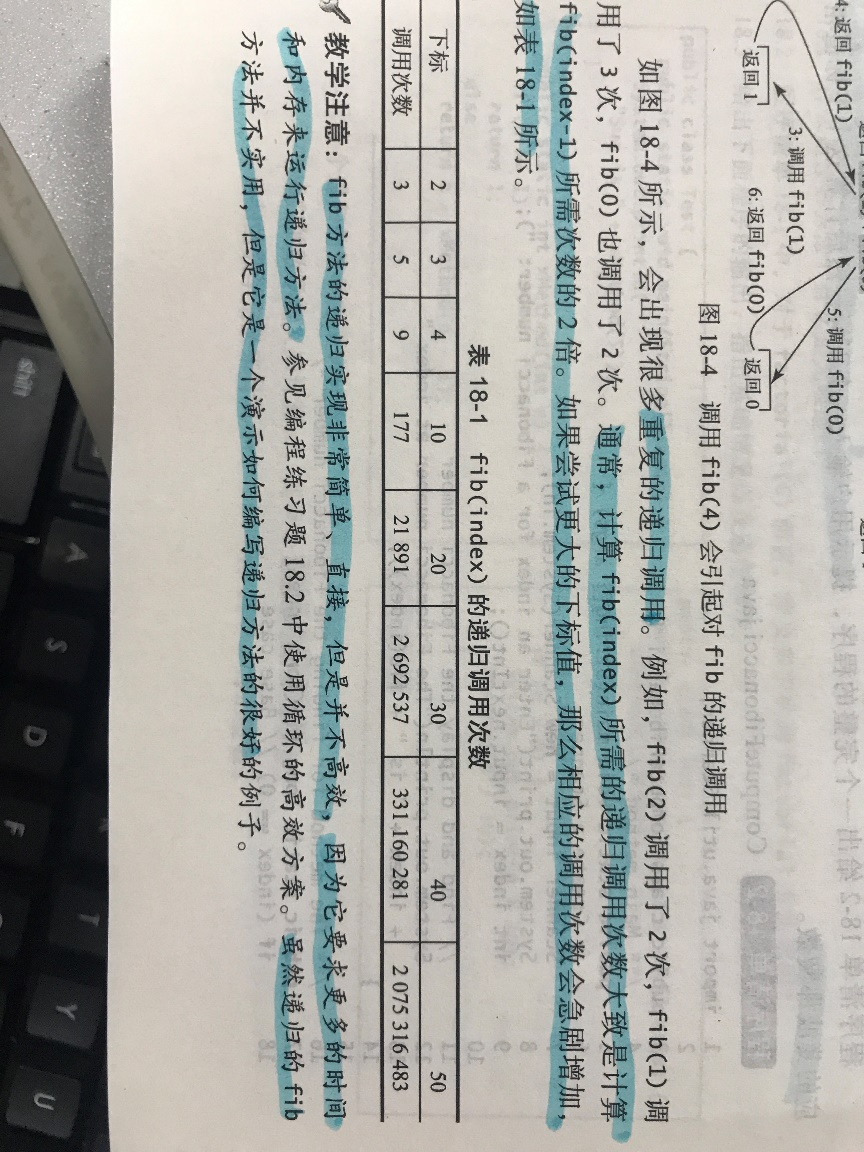 4: 返回 fib(1)
5: 调用 fib(0)
3: 调用 fib(1)
6: 返回 fib(0)
返回 1
返回 0
图 18-4 调用 fib(4) 会引起对 fib 的递归调用
如图 18-4 所示，会出现很多重复的递归调用。例如，fib(2) 调用了 2 次，fib(1) 调
用了 3 次，fib(0) 也调用了 2 次。通常，计算 fib(index) 所需的递归调用次数大致是计算
fib(index-1) 所需次数的 2 倍。如果尝试更大的下标值，那么相应的调用次数会急剧增加，
如表 18-1 所示。
表 18-1 fib(index) 的递归调用次数
下标 2 3 4 10 20 30 40 50
调用次数 3 5 9 177 21 891 2 692 537 331 160 281 2 075 316 483
教学注意：fib 方法的递归实现非常简单、直接，但是并不高效，因为它要求更多的时间
和内存来运行递归方法。参见编程练习题 18.2 中使用循环的高效方案。虽然递归的 fib
方法并不实用，但是它是一个演示如何编写递归方法的很好的例子。
shift
A
S
D
F
T
Y
U